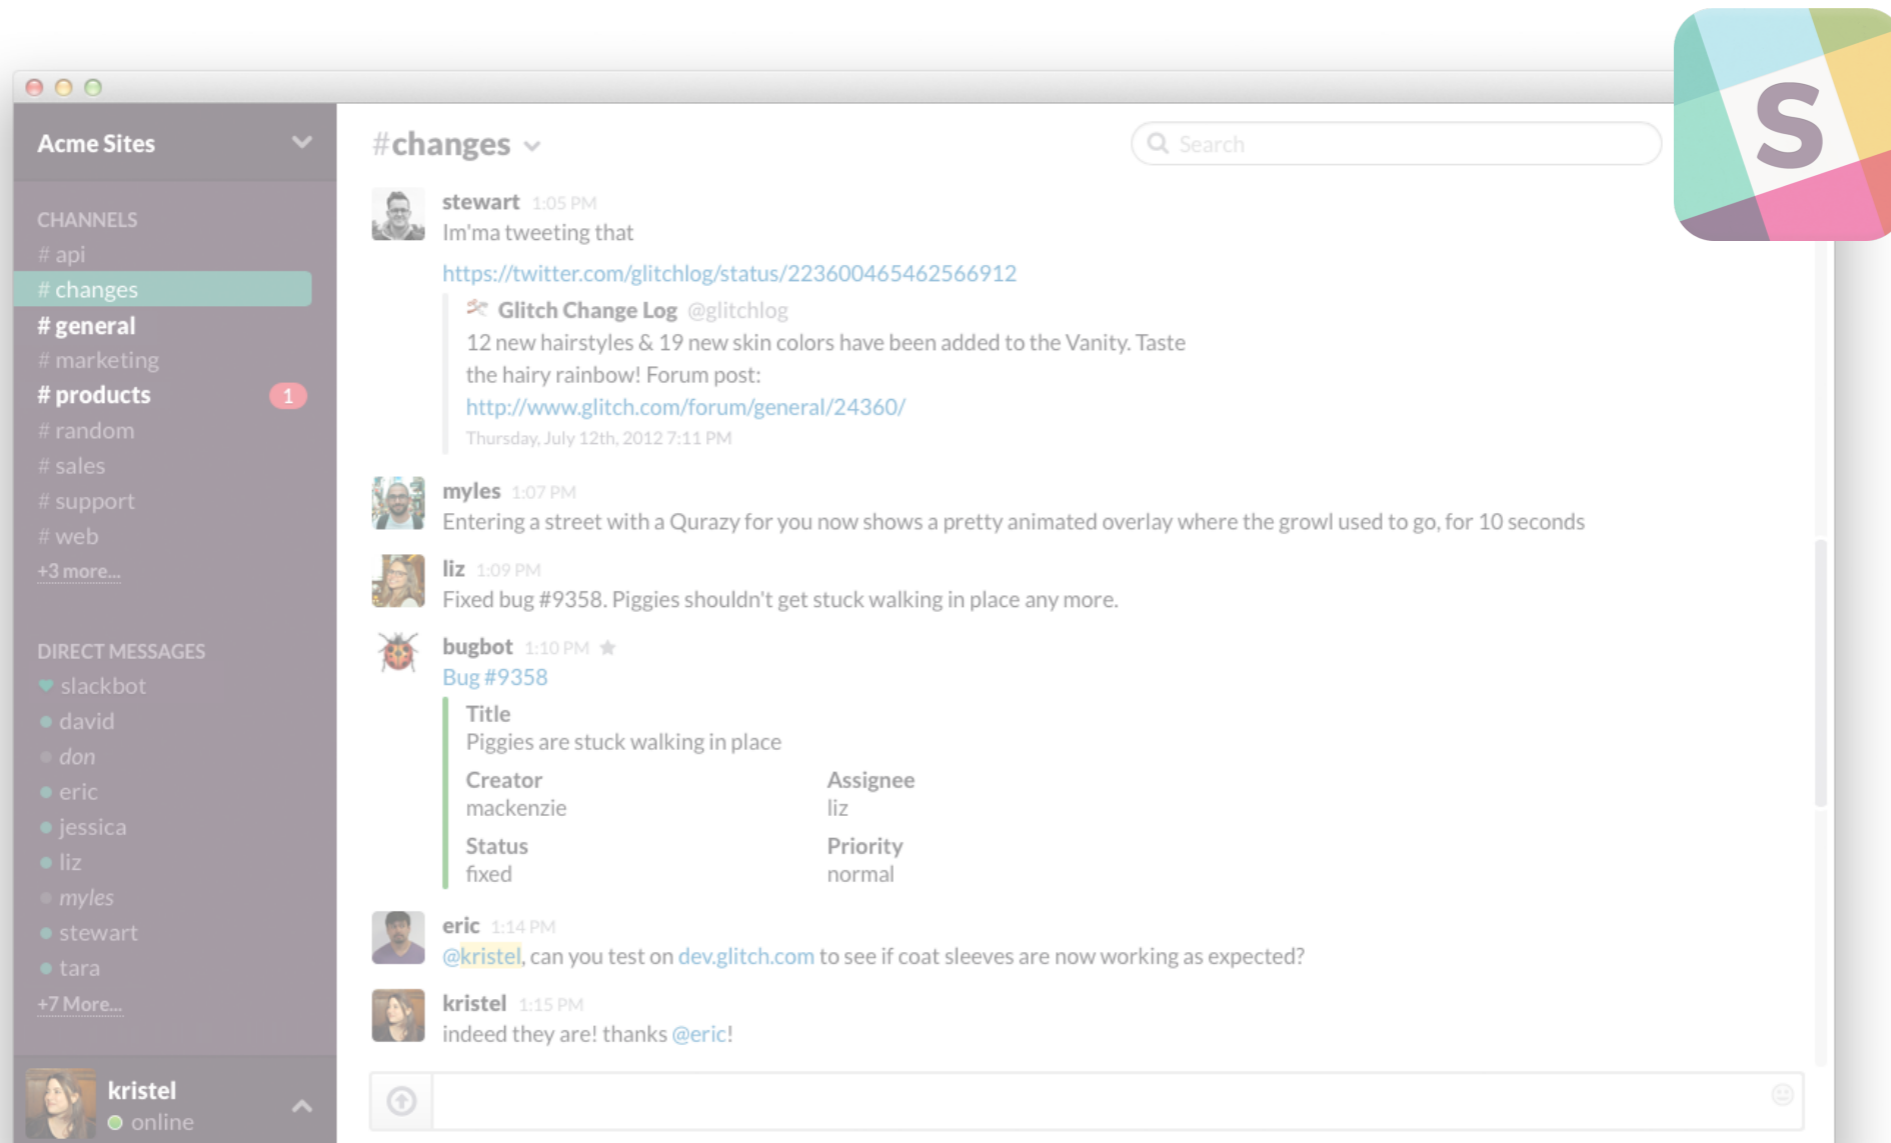 S
Acme Sites
CHANNELS
# api
# changes
# general
# marketing
# products 1
# random
# sales
# support
# web
+3 more...
DIRECT MESSAGES
slackbot
david
don
eric
jessica
liz
myles
stewart
tara
+7 More...
kristel
online
#changes
Search
stewart 1:05 PM
Im'ma tweeting that
https://twitter.com/glitchlog/status/223600465462566912
Glitch Change Log @glitchlog
12 new hairstyles & 19 new skin colors have been added to the Vanity. Taste
the hairy rainbow! Forum post:
http://www.glitch.com/forum/general/24360/
Thursday, July 12th, 2012 7:11 PM
myles 1:07 PM
Entering a street with a Qurazy for you now shows a pretty animated overlay where the growl used to go, for 10 seconds
liz 1:09 PM
Fixed bug #9358. Piggies shouldn't get stuck walking in place any more.
bugbot 1:10 PM
Bug #9358
Title
Piggies are stuck walking in place
Creator Assignee
mackenzie liz
Status Priority
fixed normal
eric 1:14 PM
@kristel, can you test on dev.glitch.com to see if coat sleeves are now working as expected?
kristel 1:15 PM
indeed they are! thanks @eric!